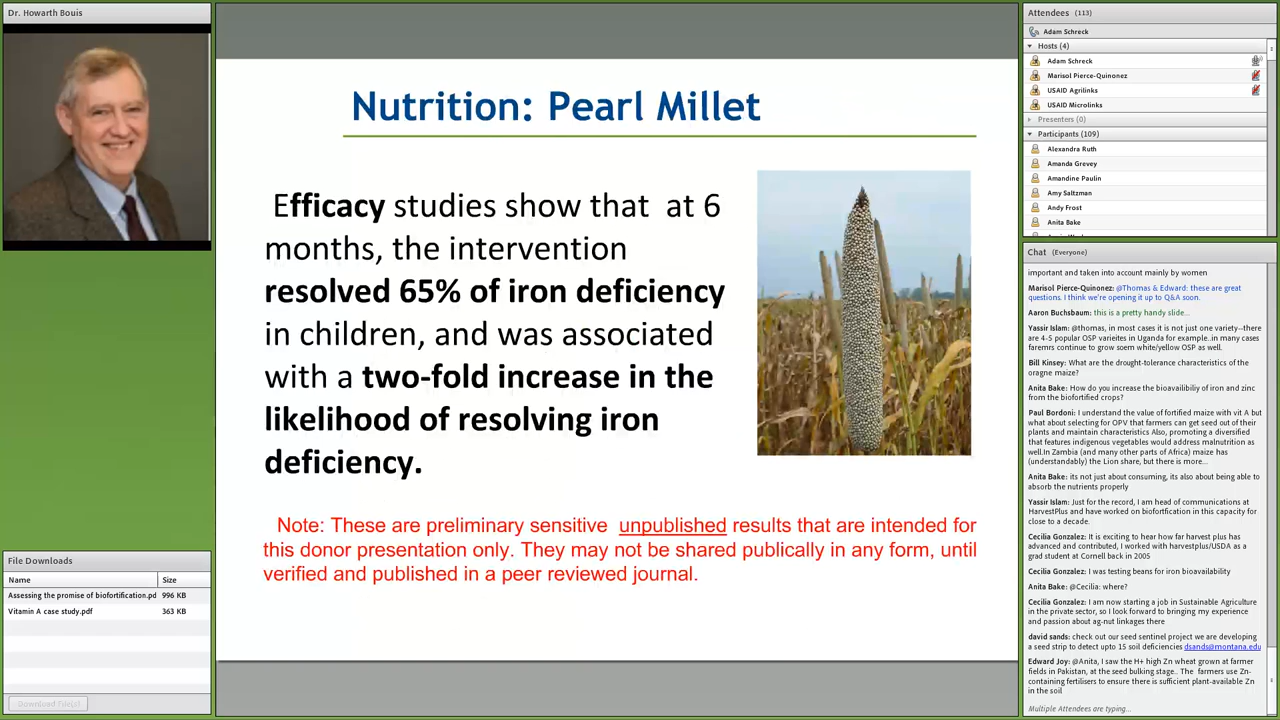 Dr. Howarth Bouis
Nutrition: Pearl Millet
Efficacy studies show that  at 6
months, the intervention
resolved 65% of iron deficiency
in children, and was associated
with a two-fold increase in the
likelihood of resolving iron
deficiency.
Note: These are preliminary sensitive  unpublished results that are intended for
this donor presentation only. They may not be shared publically in any form, until
verified and published in a peer reviewed journal.
File Downloads
Name Size
Assessing the promise of biofortification.pd 996 KB
Vitamin A case study.pdf 363 KB
Download File(s)
Attendees (113)
Adam Schreck
Hosts (4)
Adam Schreck
Marisol Pierce-Quinonez
USAID Agrilinks
USAID Microlinks
Presenters (0)
Participants (109)
Alexandra Ruth
Amanda Grevey
Amandine Paulin
Amy Saltzman
Andy Frost
Anita Bake
Chat (Everyone)
important and taken into account mainly by women
Marisol Pierce-Quinonez: @Thomas & Edward: these are great
questions. I think we're opening it up to Q&A soon.
Aaron Buchsbaum: this is a pretty handy slide...
Yassir Islam: @thomas, in most cases it is not just one variety--there
are 4-5 popular OSP varieites in Uganda for example..in many cases
faremrs continue to grow soem white/yellow OSP as well.
Bill Kinsey: What are the drought-tolerance characteristics of the
oragne maize?
Anita Bake: How do you increase the bioavailibiliy of iron and zinc
from the biofortified crops?
Paul Bordoni: I understand the value of fortified maize with vit A but
what about selecting for OPV that farmers can get seed out of their
plants and maintain characteristics Also, promoting a diversified
that features indigenous vegetables would address malnutrition as
well.In Zambia (and many other parts of Africa) maize has
(understandably) the Lion share, but there is more...
Anita Bake: its not just about consuming, its also about being able to
absorb the nutrients properly
Yassir Islam: Just for the record, I am head of communications at
HarvestPlus and have worked on biofortification in this capacity for
close to a decade.
Cecilia Gonzalez: It is exciting to hear how far harvest plus has
advanced and contributed, I worked with harvestplus/USDA as a
grad student at Cornell back in 2005
Cecilia Gonzalez: I was testing beans for iron bioavailability
Anita Bake: @Cecilia: where?
Cecilia Gonzalez: I am now starting a job in Sustainable Agriculture
in the private sector, so I look forward to bringing my experience
and passion about ag-nut linkages there
david sands: check out our seed sentinel project we are developing
a seed strip to detect upto 15 soil deficiencies dsands@montana.edu
Edward Joy: @Anita, I saw the H+ high Zn wheat grown at farmer
fields in Pakistan, at the seed bulking stage.. The  farmers use Zn-
containing fertilisers to ensure there is sufficient plant-available Zn
in the soil
Multiple Attendees are typing...